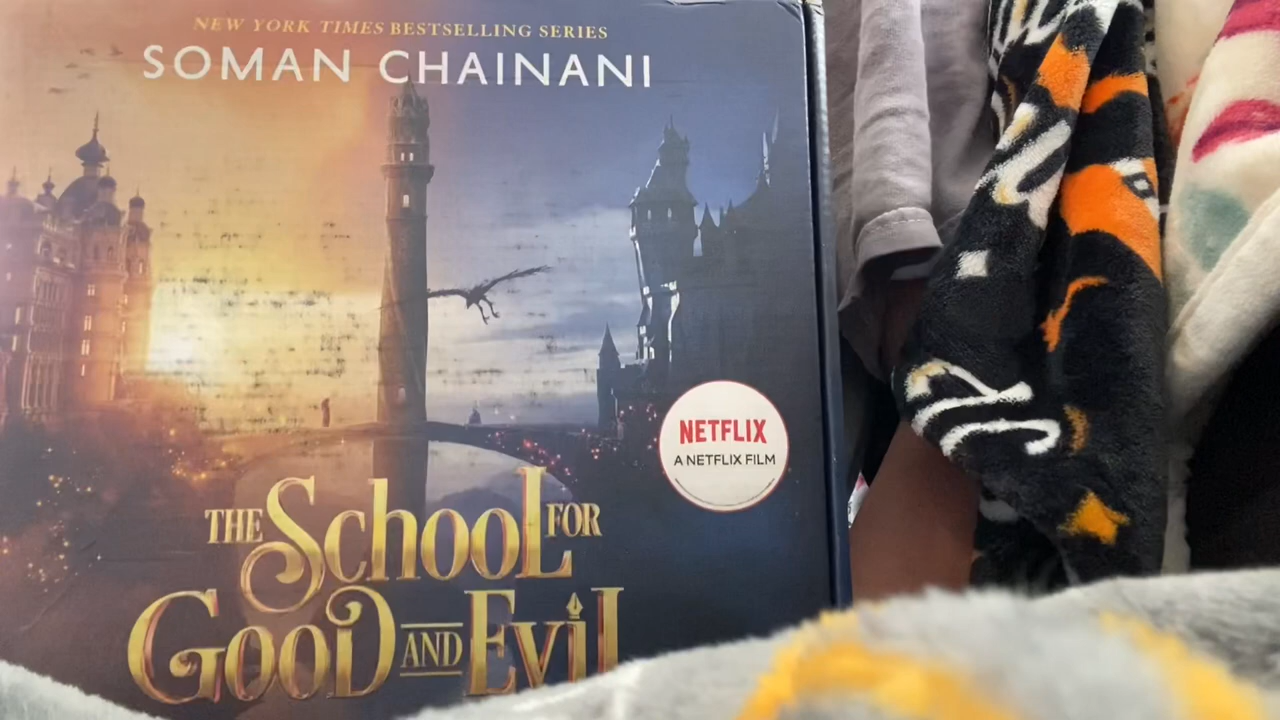 NEW YORK TIMES BESTSELLING SERIES
SOMAN CHAINANI
NETFLIX
A NETFLIX FILM
THE SCHOOL FOR
GOOD AND EVIL